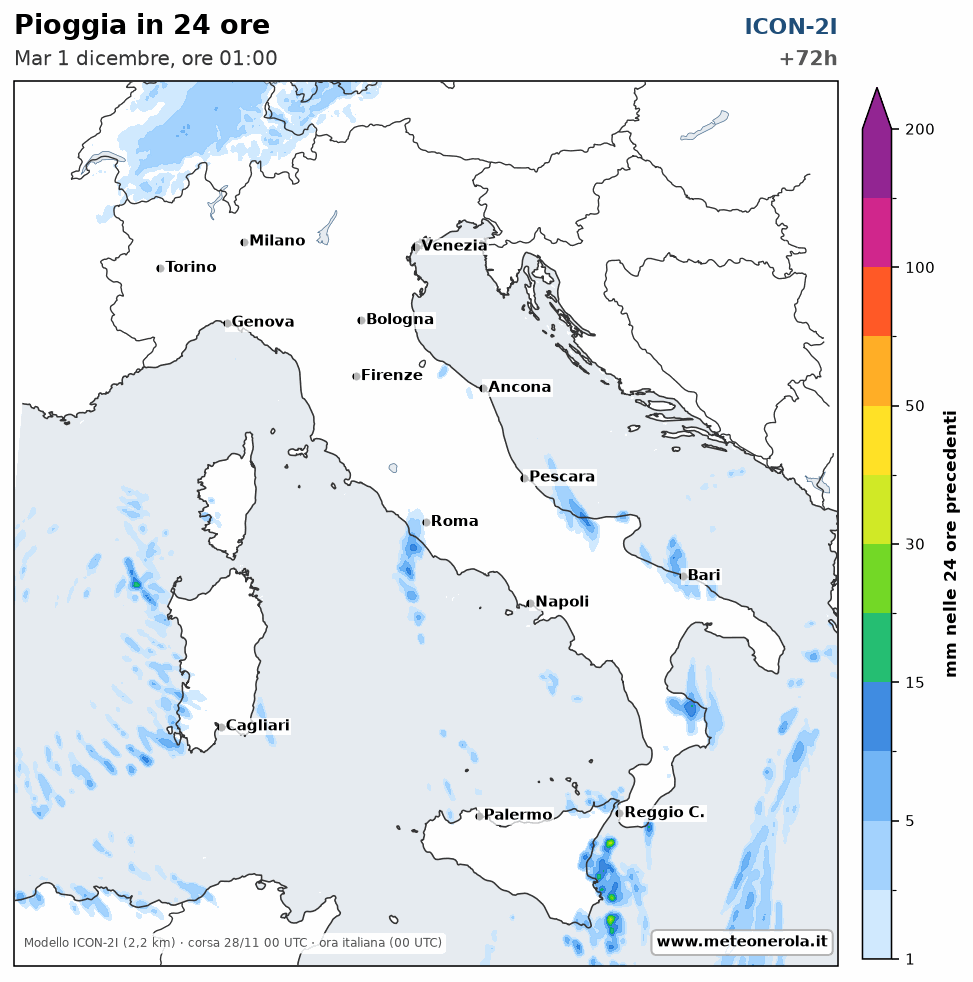 Pioggia in 24 ore
ICON-2I
Mar 1 dicembre, ore 01:00
+72h
200
100
50
30
15
5
1
mm nelle 24 ore precedenti
Milano
Venezia
Torino
Bologna
Genova
Firenze
Ancona
Pescara
Roma
Bari
Napoli
Cagliari
Palermo
Reggio C.
Modello ICON-2I (2,2 km) · corsa 28/11 00 UTC · ora italiana (00 UTC)
www.meteonerola.it